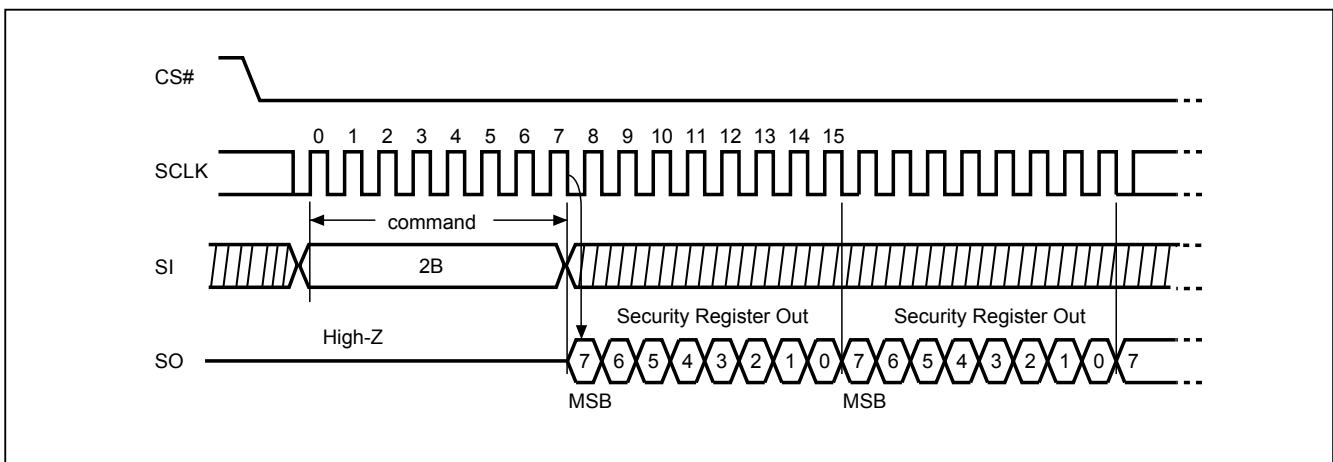 CS#
0 1 2 3 4 5 6 7 8 9 10 11 12 13 14 15
SCLK
command
SI
2B
Security Register Out Security Register Out
High-Z
SO
7 6 5 4 3 2 1 0 7 6 5 4 3 2 1 0 7
MSB MSB